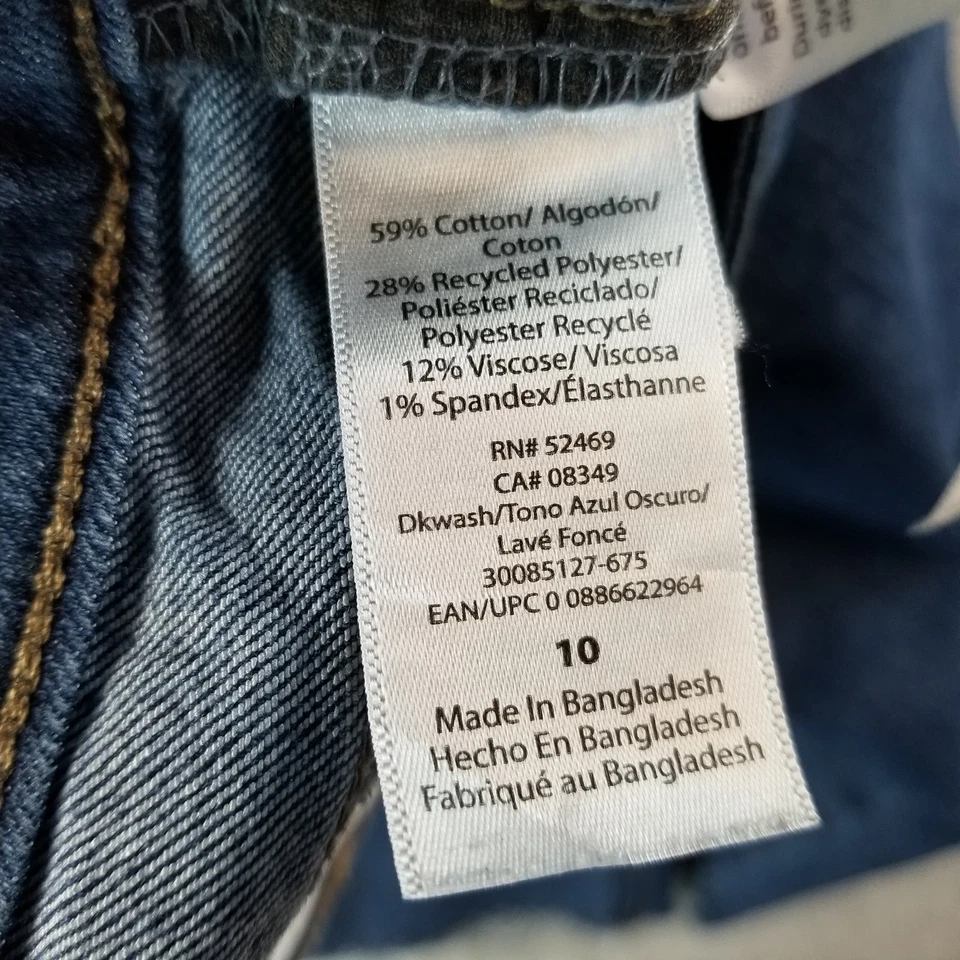 59% Cotton/ Algodón/
Coton
28% Recycled Polyester/
Poliéster Reciclado/
Polyester Recyclé
12% Viscose/ Viscosa
1% Spandex/Élasthanne
RN# 52469
CA# 08349
Dkwash/Tono Azul Oscuro/
Lavé Foncé
30085127-675
EAN/UPC 0 0886622964
10
Made In Bangladesh
Hecho En Bangladesh
Fabriqué au Bangladesh